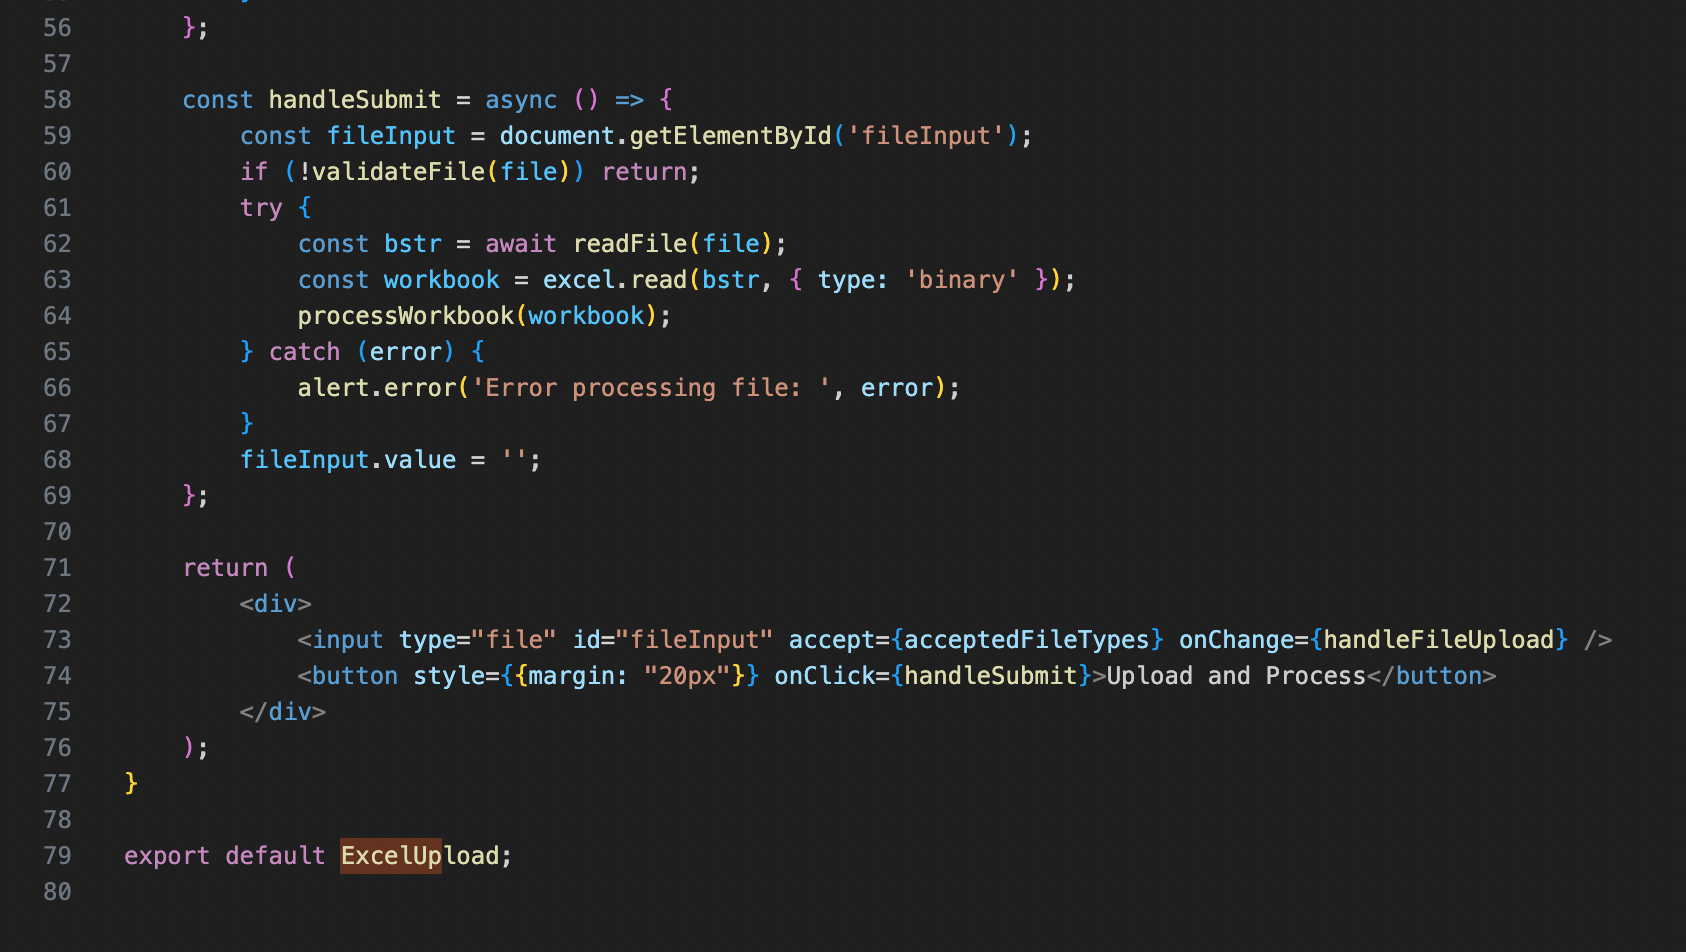 56 };
57
58 const handleSubmit = async () => {
59 const fileInput = document.getElementById('fileInput');
60 if (!validateFile(file)) return;
61 try {
62 const bstr = await readFile(file);
63 const workbook = excel.read(bstr, { type: 'binary' });
64 processWorkbook(workbook);
65 } catch (error) {
66 alert.error('Error processing file: ', error);
67 }
68 fileInput.value = '';
69 };
70
71 return (
72 <div>
73 <input type="file" id="fileInput" accept={acceptedFileTypes} onChange={handleFileUpload} />
74 <button style={{margin: "20px"}} onClick={handleSubmit}>Upload and Process</button>
75 </div>
76 );
77 }
78
79 export default ExcelUpload;
80